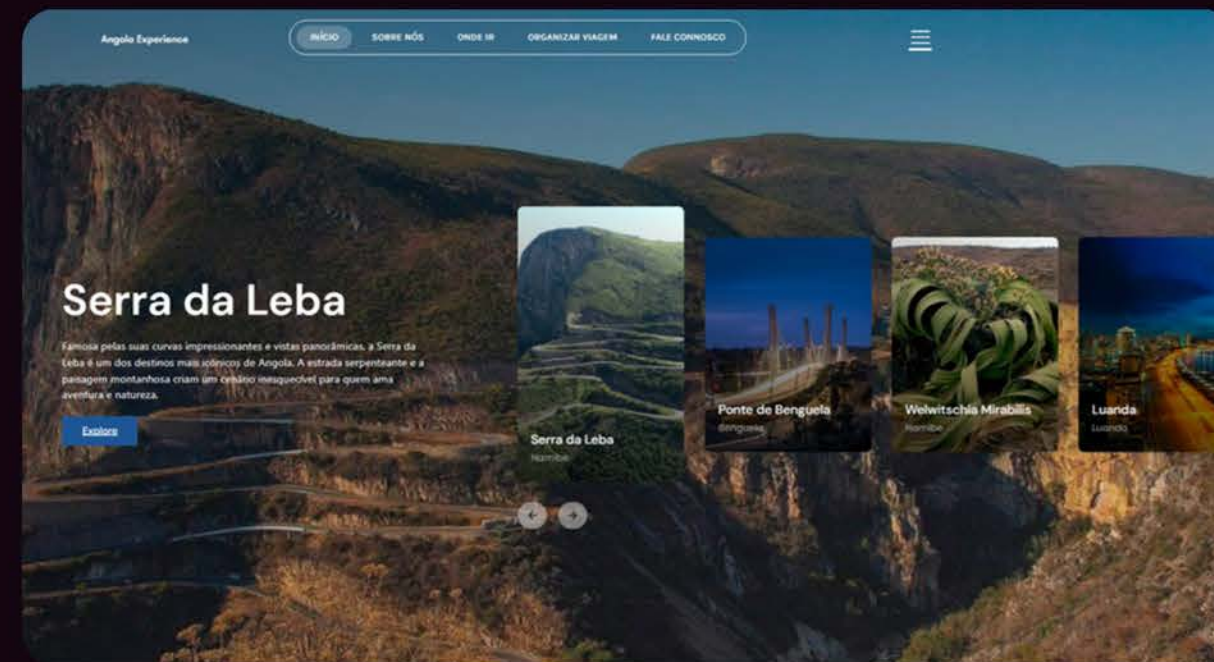 Angola Experience
INÍCIO SOBRE NÓS ONDE IR ORGANIZAR VIAGEM FALE CONNOSCO
Serra da Leba
Famosa pelas suas curvas impressionantes e vistas panorâmicas, a Serra da
Leba é um dos destinos mais icónicos de Angola. A estrada serpenteante e a
paisagem montanhosa criam um cenário inesquecível para quem ama
aventura e natureza.
Explore
Serra da Leba
Namibe
Ponte de Benguela
Benguela
Welwitschia Mirabilis
Namibe
Luanda
Luanda